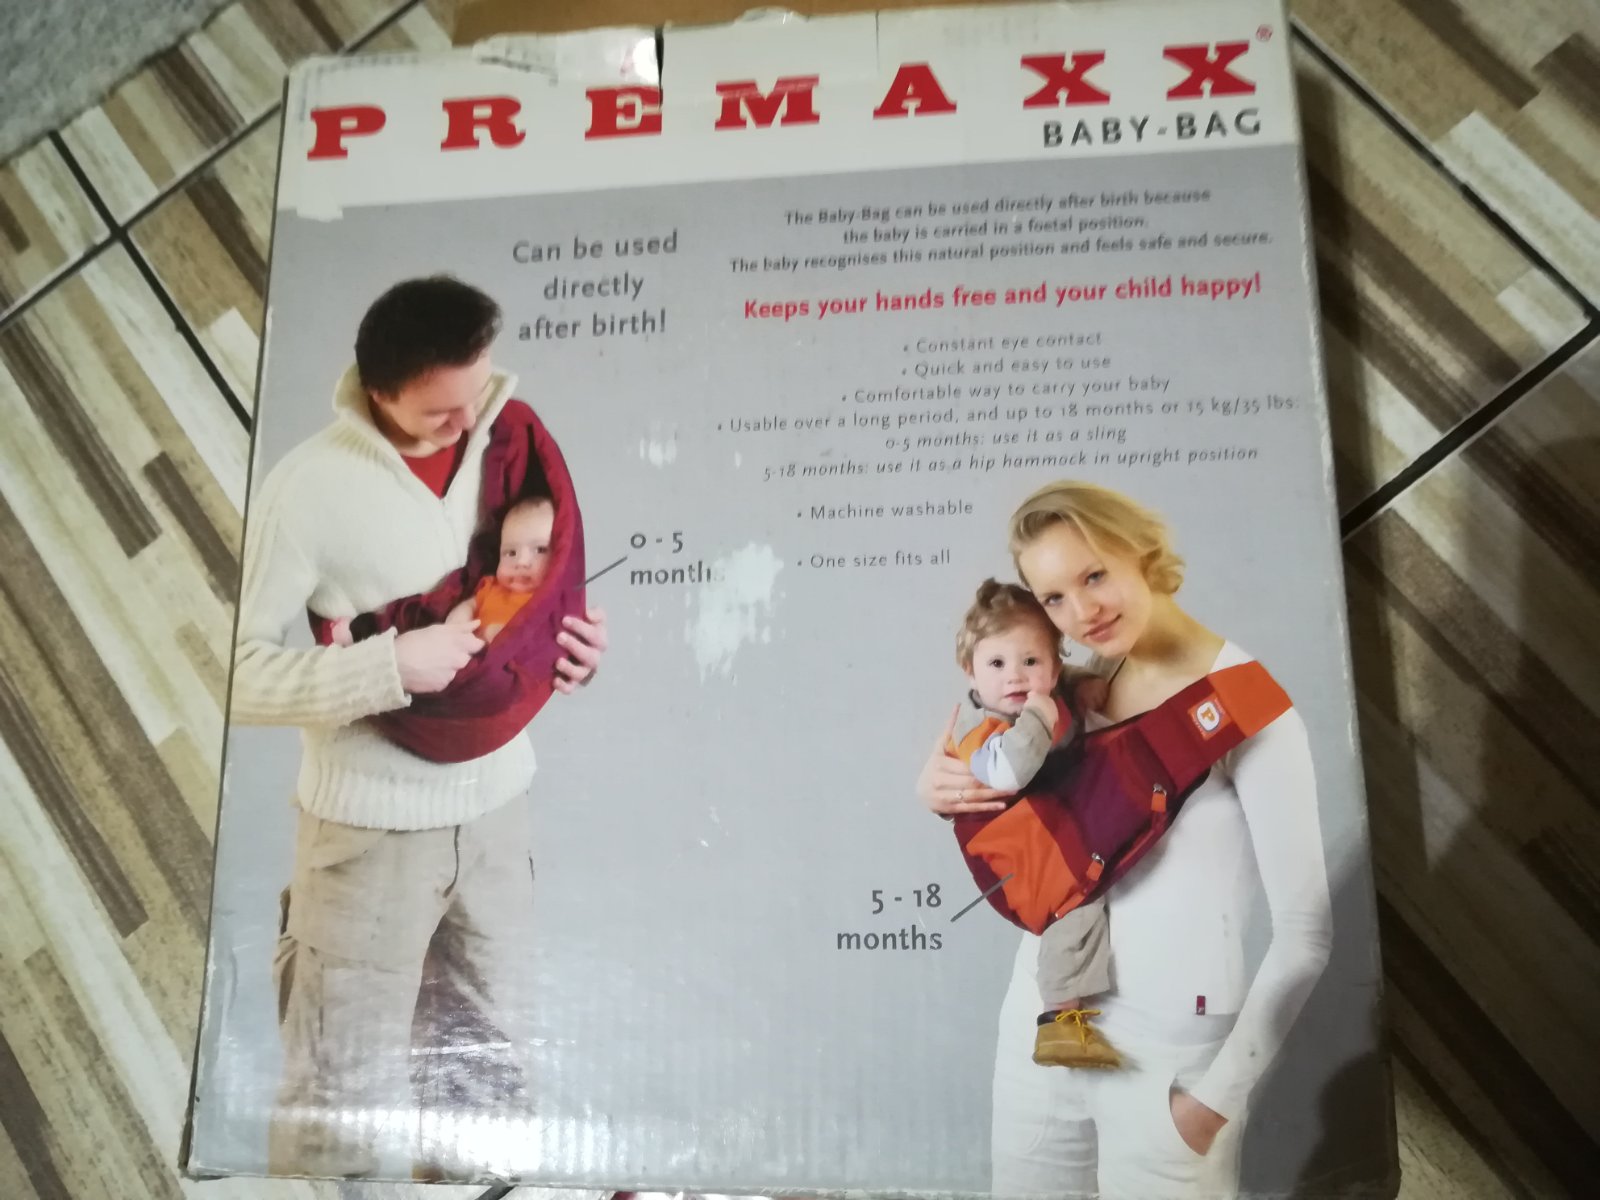 PREMAXX®
BABY-BAG
Can be used
directly
after birth!
The Baby-Bag can be used directly after birth because
the baby is carried in a foetal position.
The baby recognises this natural position and feels safe and secure.
Keeps your hands free and your child happy!
• Constant eye contact
• Quick and easy to use
• Comfortable way to carry your baby
• Usable over a long period, and up to 18 months or 15 kg/35 lbs.
0-5 months: use it as a sling
5-18 months: use it as a hip hammock in upright position
• Machine washable
• One size fits all
0 - 5
months
5 - 18
months
P